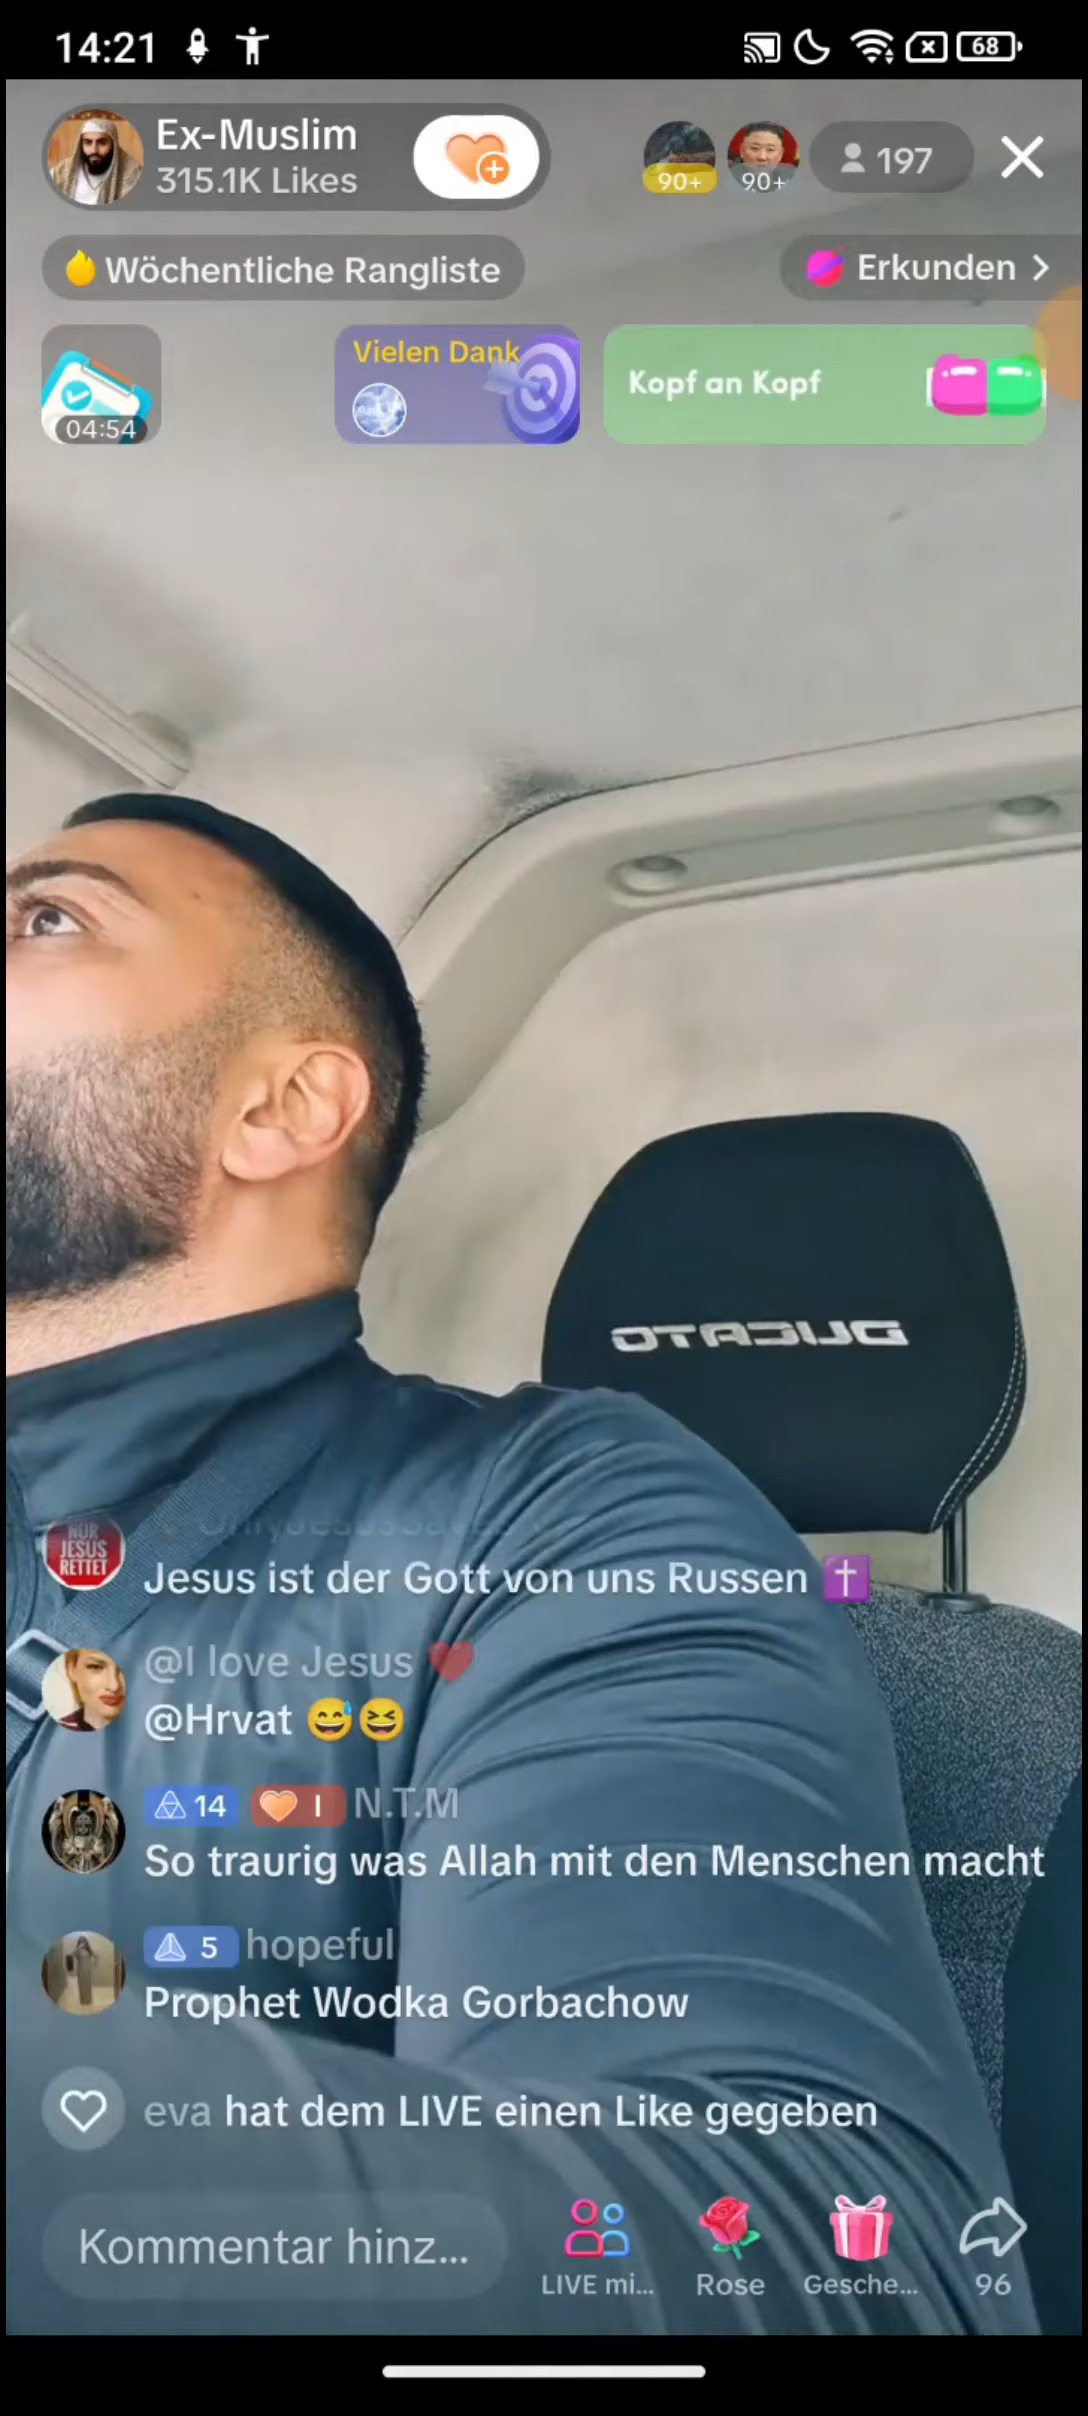 14:21
68
Ex-Muslim
315.1K Likes
90+
90+
197
Wöchentliche Rangliste
Erkunden >
04:54
Vielen Dank
Kopf an Kopf
DUCATO
NUR
JESUS
RETTET
Jesus ist der Gott von uns Russen
@I love Jesus
@Hrvat 😅😆
14 I N.T.M
So traurig was Allah mit den Menschen macht
5 hopeful
Prophet Wodka Gorbachow
eva hat dem LIVE einen Like gegeben
Kommentar hinz...
LIVE mi...
Rose
Gesche...
96